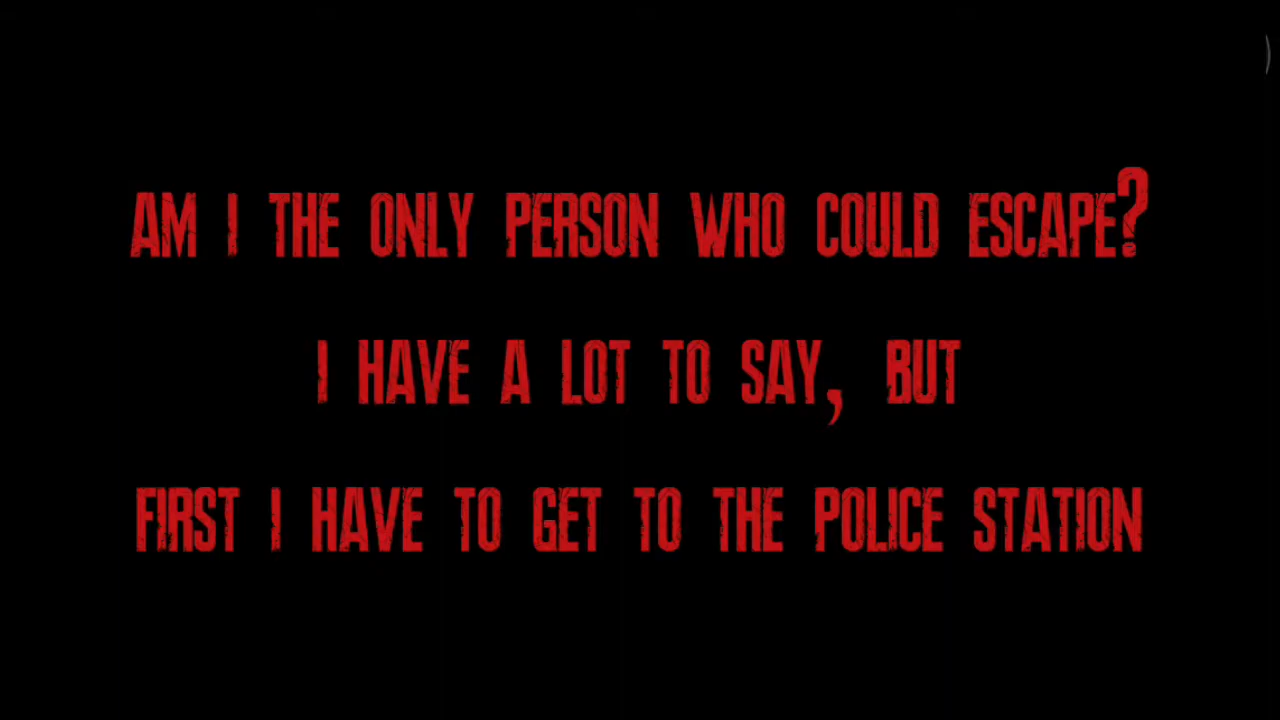 AM I THE ONLY PERSON WHO COULD ESCAPE?
I HAVE A LOT TO SAY, BUT
FIRST I HAVE TO GET TO THE POLICE STATION